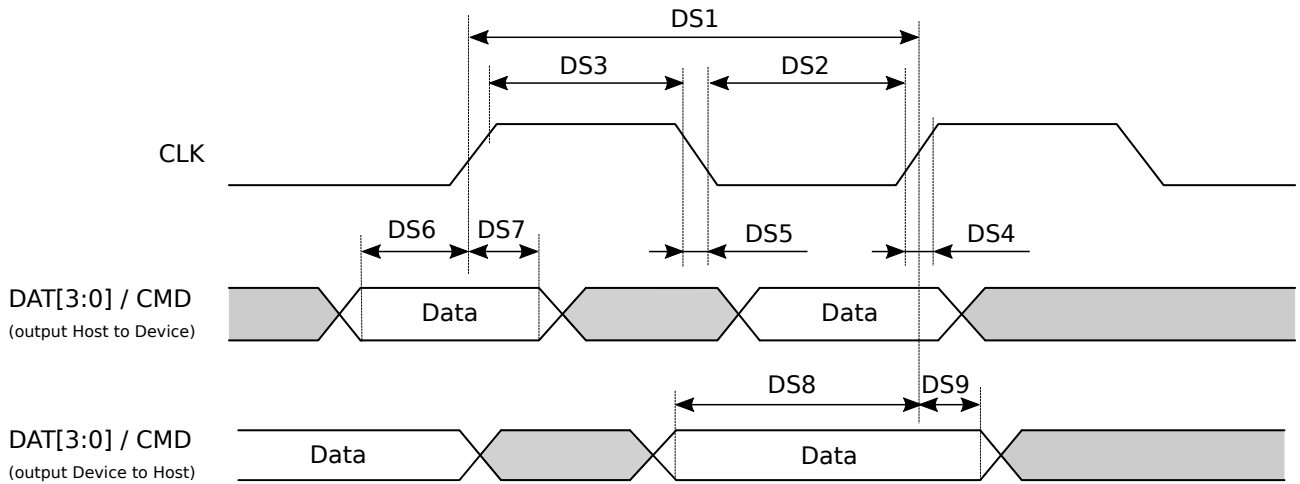 DS1
DS3
DS2
CLK
DS6
DS7
DS5
DS4
DAT[3:0] / CMD
(output Host to Device)
Data
Data
DS8
DS9
DAT[3:0] / CMD
(output Device to Host)
Data
Data